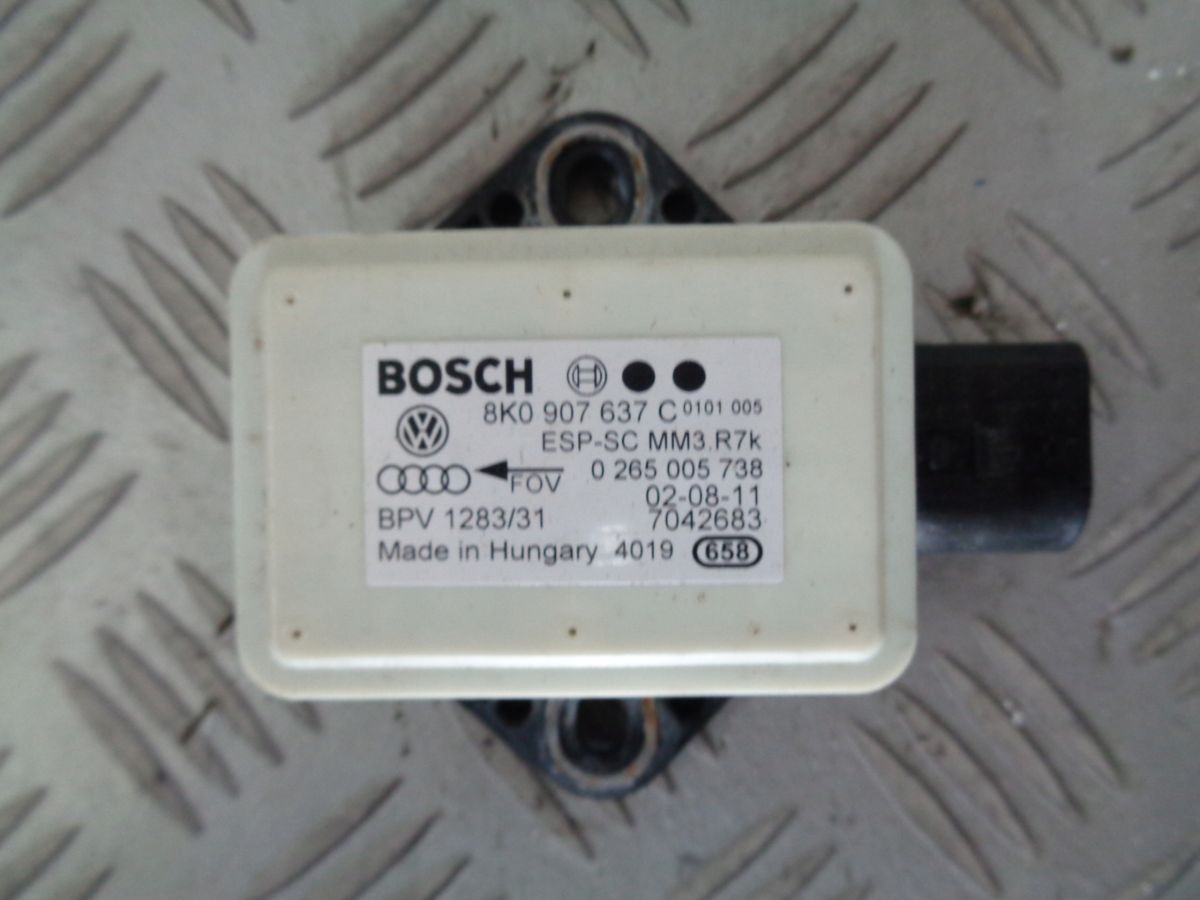 BOSCH
8K0 907 637 C 0101 005
ESP-SC MM3.R7k
FOV 0 265 005 738
02-08-11
BPV 1283/31 7042683
Made in Hungary 4019 658